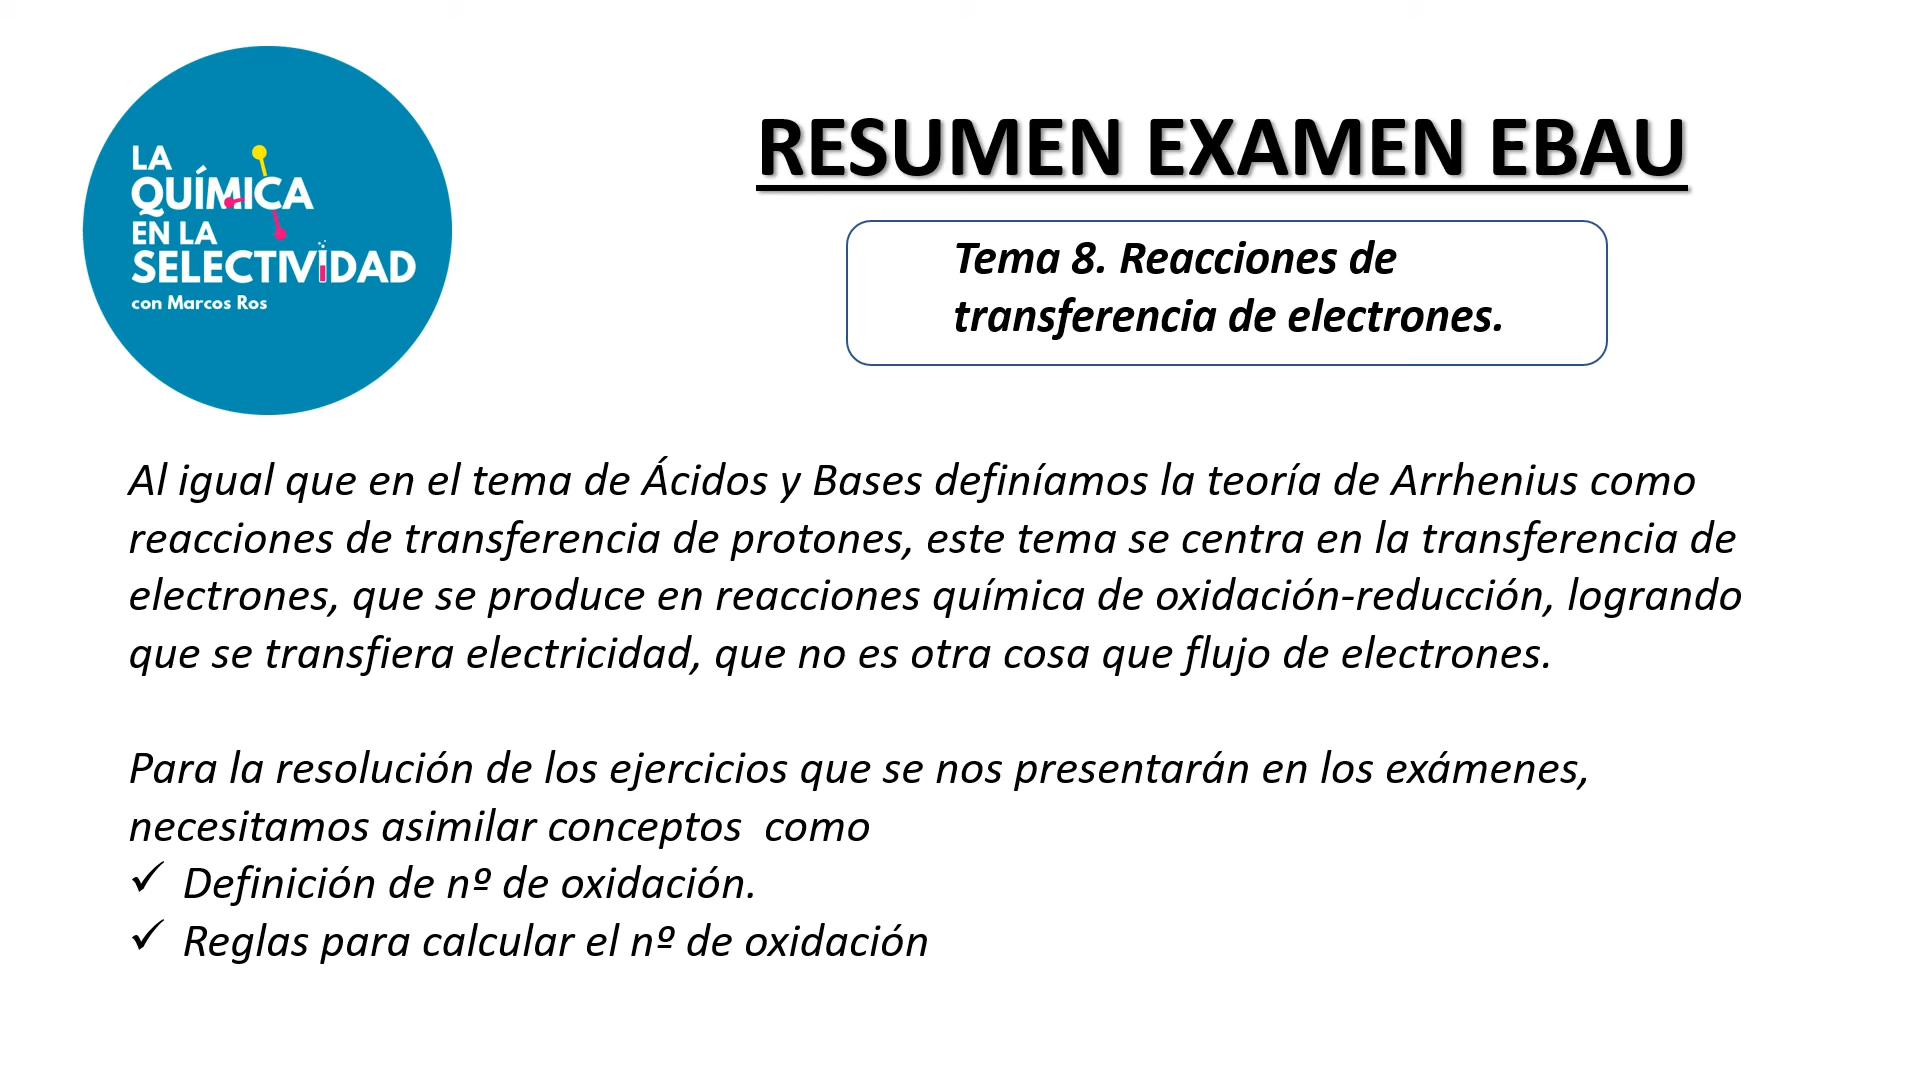 LA
QUÍMICA
EN LA
SELECTIVIDAD
con Marcos Ros
RESUMEN EXAMEN EBAU
Tema 8. Reacciones de
transferencia de electrones.
Al igual que en el tema de Ácidos y Bases definíamos la teoría de Arrhenius como
reacciones de transferencia de protones, este tema se centra en la transferencia de
electrones, que se produce en reacciones química de oxidación-reducción, logrando
que se transfiera electricidad, que no es otra cosa que flujo de electrones.
Para la resolución de los ejercicios que se nos presentarán en los exámenes,
necesitamos asimilar conceptos  como
✓ Definición de nº de oxidación.
✓ Reglas para calcular el nº de oxidación